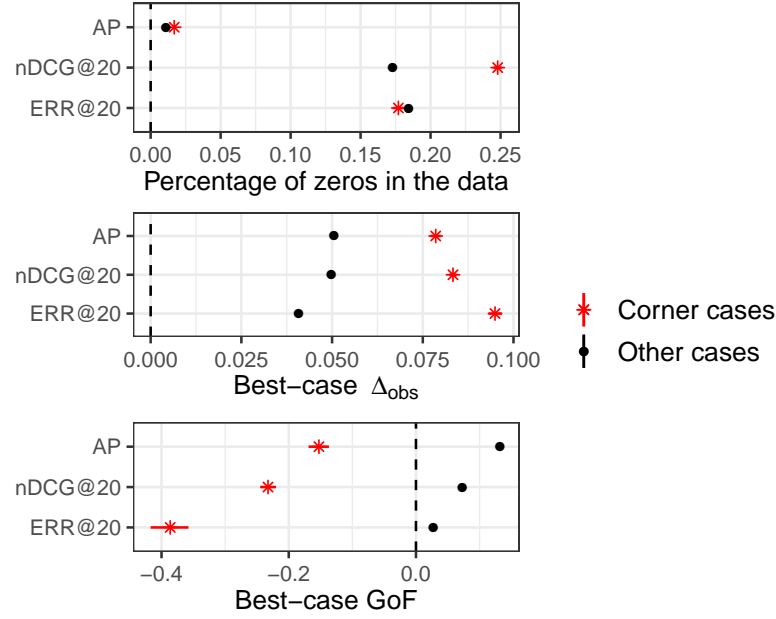 AP
nDCG@20
ERR@20
0.00 0.05 0.10 0.15 0.20 0.25
Percentage of zeros in the data
AP
nDCG@20
ERR@20
0.000 0.025 0.050 0.075 0.100
Best−case Δobs
Corner cases
Other cases
AP
nDCG@20
ERR@20
−0.4 −0.2 0.0
Best−case GoF